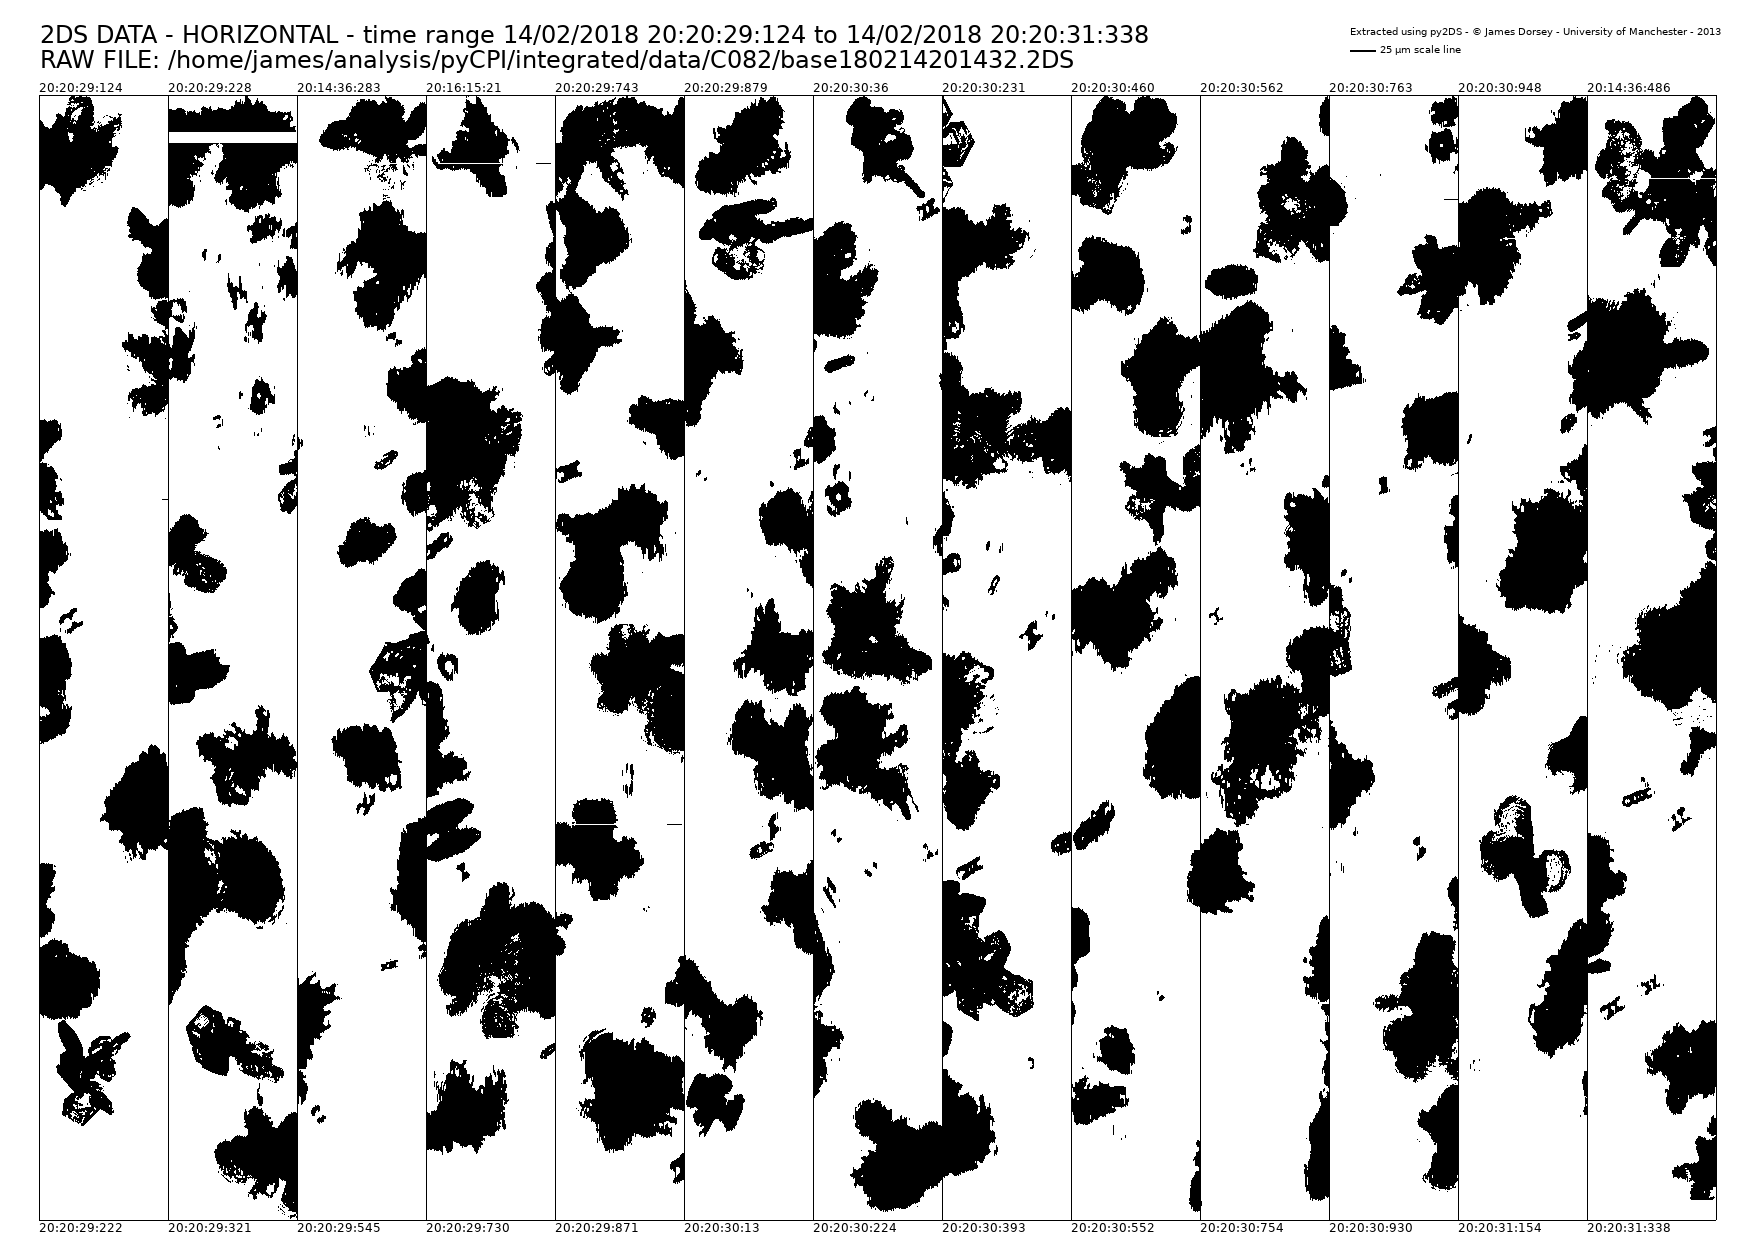 2DS DATA - HORIZONTAL - time range 14/02/2018 20:20:29:124 to 14/02/2018 20:20:31:338
RAW FILE: /home/james/analysis/pyCPI/integrated/data/C082/base180214201432.2DS
Extracted using py2DS - © James Dorsey - University of Manchester - 2013
25 μm scale line
20:20:29:124 20:20:29:228 20:14:36:283 20:16:15:21 20:20:29:743 20:20:29:879 20:20:30:36 20:20:30:231 20:20:30:460 20:20:30:562 20:20:30:763 20:20:30:948 20:14:36:486
20:20:29:222 20:20:29:321 20:20:29:545 20:20:29:730 20:20:29:871 20:20:30:13 20:20:30:224 20:20:30:393 20:20:30:552 20:20:30:754 20:20:30:930 20:20:31:154 20:20:31:338